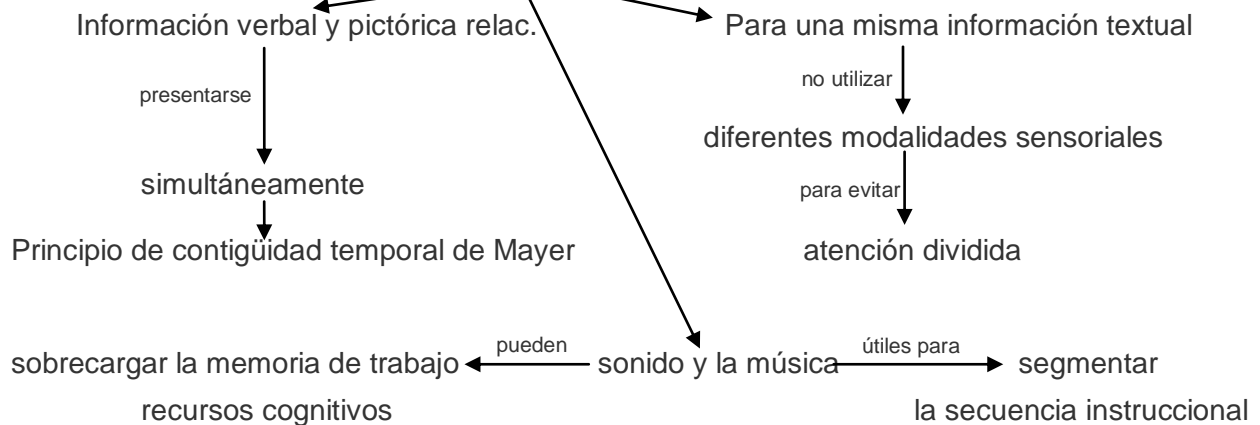 Información verbal y pictórica relac.
Para una misma información textual
presentarse
no utilizar
diferentes modalidades sensoriales
simultáneamente
para evitar
Principio de contigüidad temporal de Mayer
atención dividida
sobrecargar la memoria de trabajo pueden sonido y la música útiles para segmentar
recursos cognitivos
la secuencia instruccional